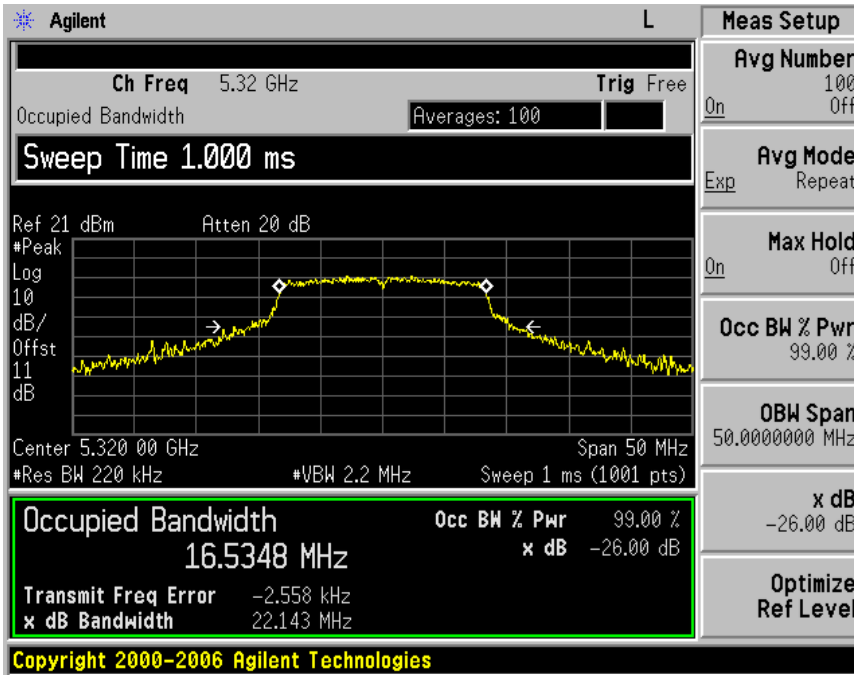 Agilent L Meas Setup
Ch Freq 5.32 GHz Trig Free
Occupied Bandwidth Averages: 100
Sweep Time 1.000 ms
Ref 21 dBm Atten 20 dB
#Peak
Log
10
dB/
Offst
11
dB
Center 5.320 00 GHz Span 50 MHz
#Res BW 220 kHz #VBW 2.2 MHz Sweep 1 ms (1001 pts)
Occupied Bandwidth Occ BW % Pwr 99.00 %
16.5348 MHz x dB -26.00 dB
Transmit Freq Error -2.558 kHz
x dB Bandwidth 22.143 MHz
Copyright 2000-2006 Agilent Technologies
Avg Number
100
On Off
Avg Mode
Exp Repeat
Max Hold
On Off
Occ BW % Pwr
99.00 %
OBW Span
50.0000000 MHz
x dB
-26.00 dB
Optimize
Ref Level